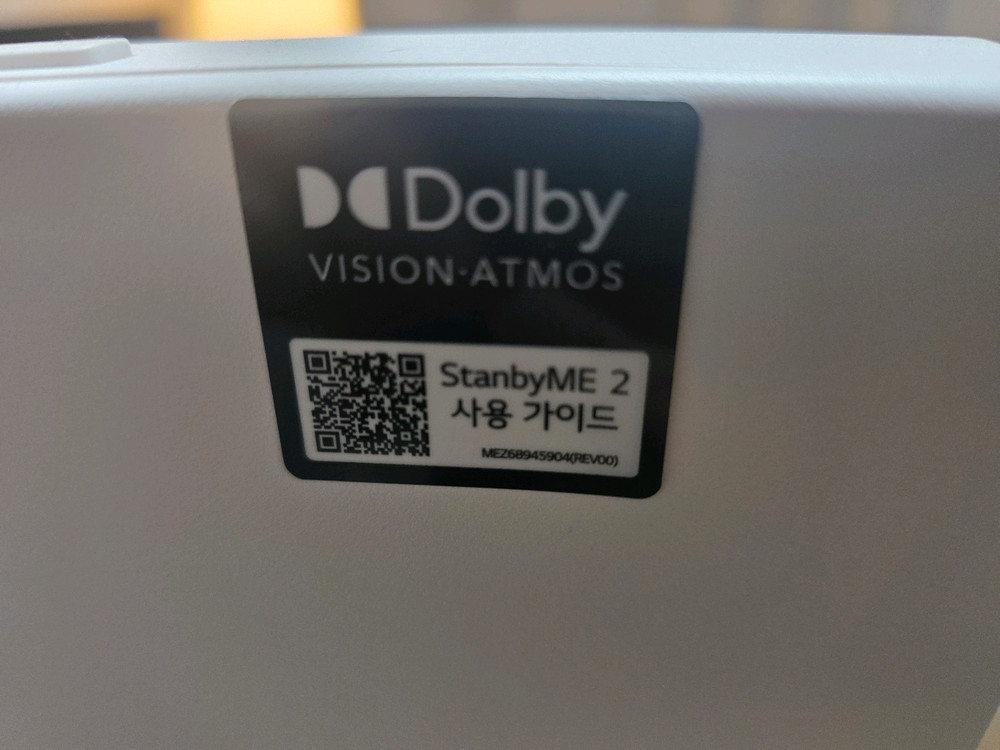 Dolby
VISION·ATMOS
StanbyME 2
사용 가이드
MEZ68945904(REV00)